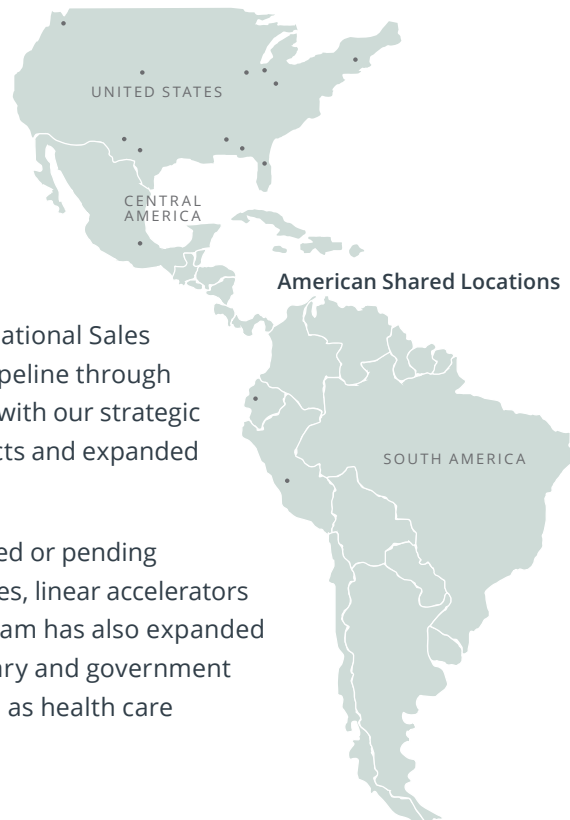 UNITED STATES
CENTRAL
AMERICA
American Shared Locations
ational Sales
peline through
with our strategic
cts and expanded
SOUTH AMERICA
ed or pending
es, linear accelerators
am has also expanded
ary and government
as health care